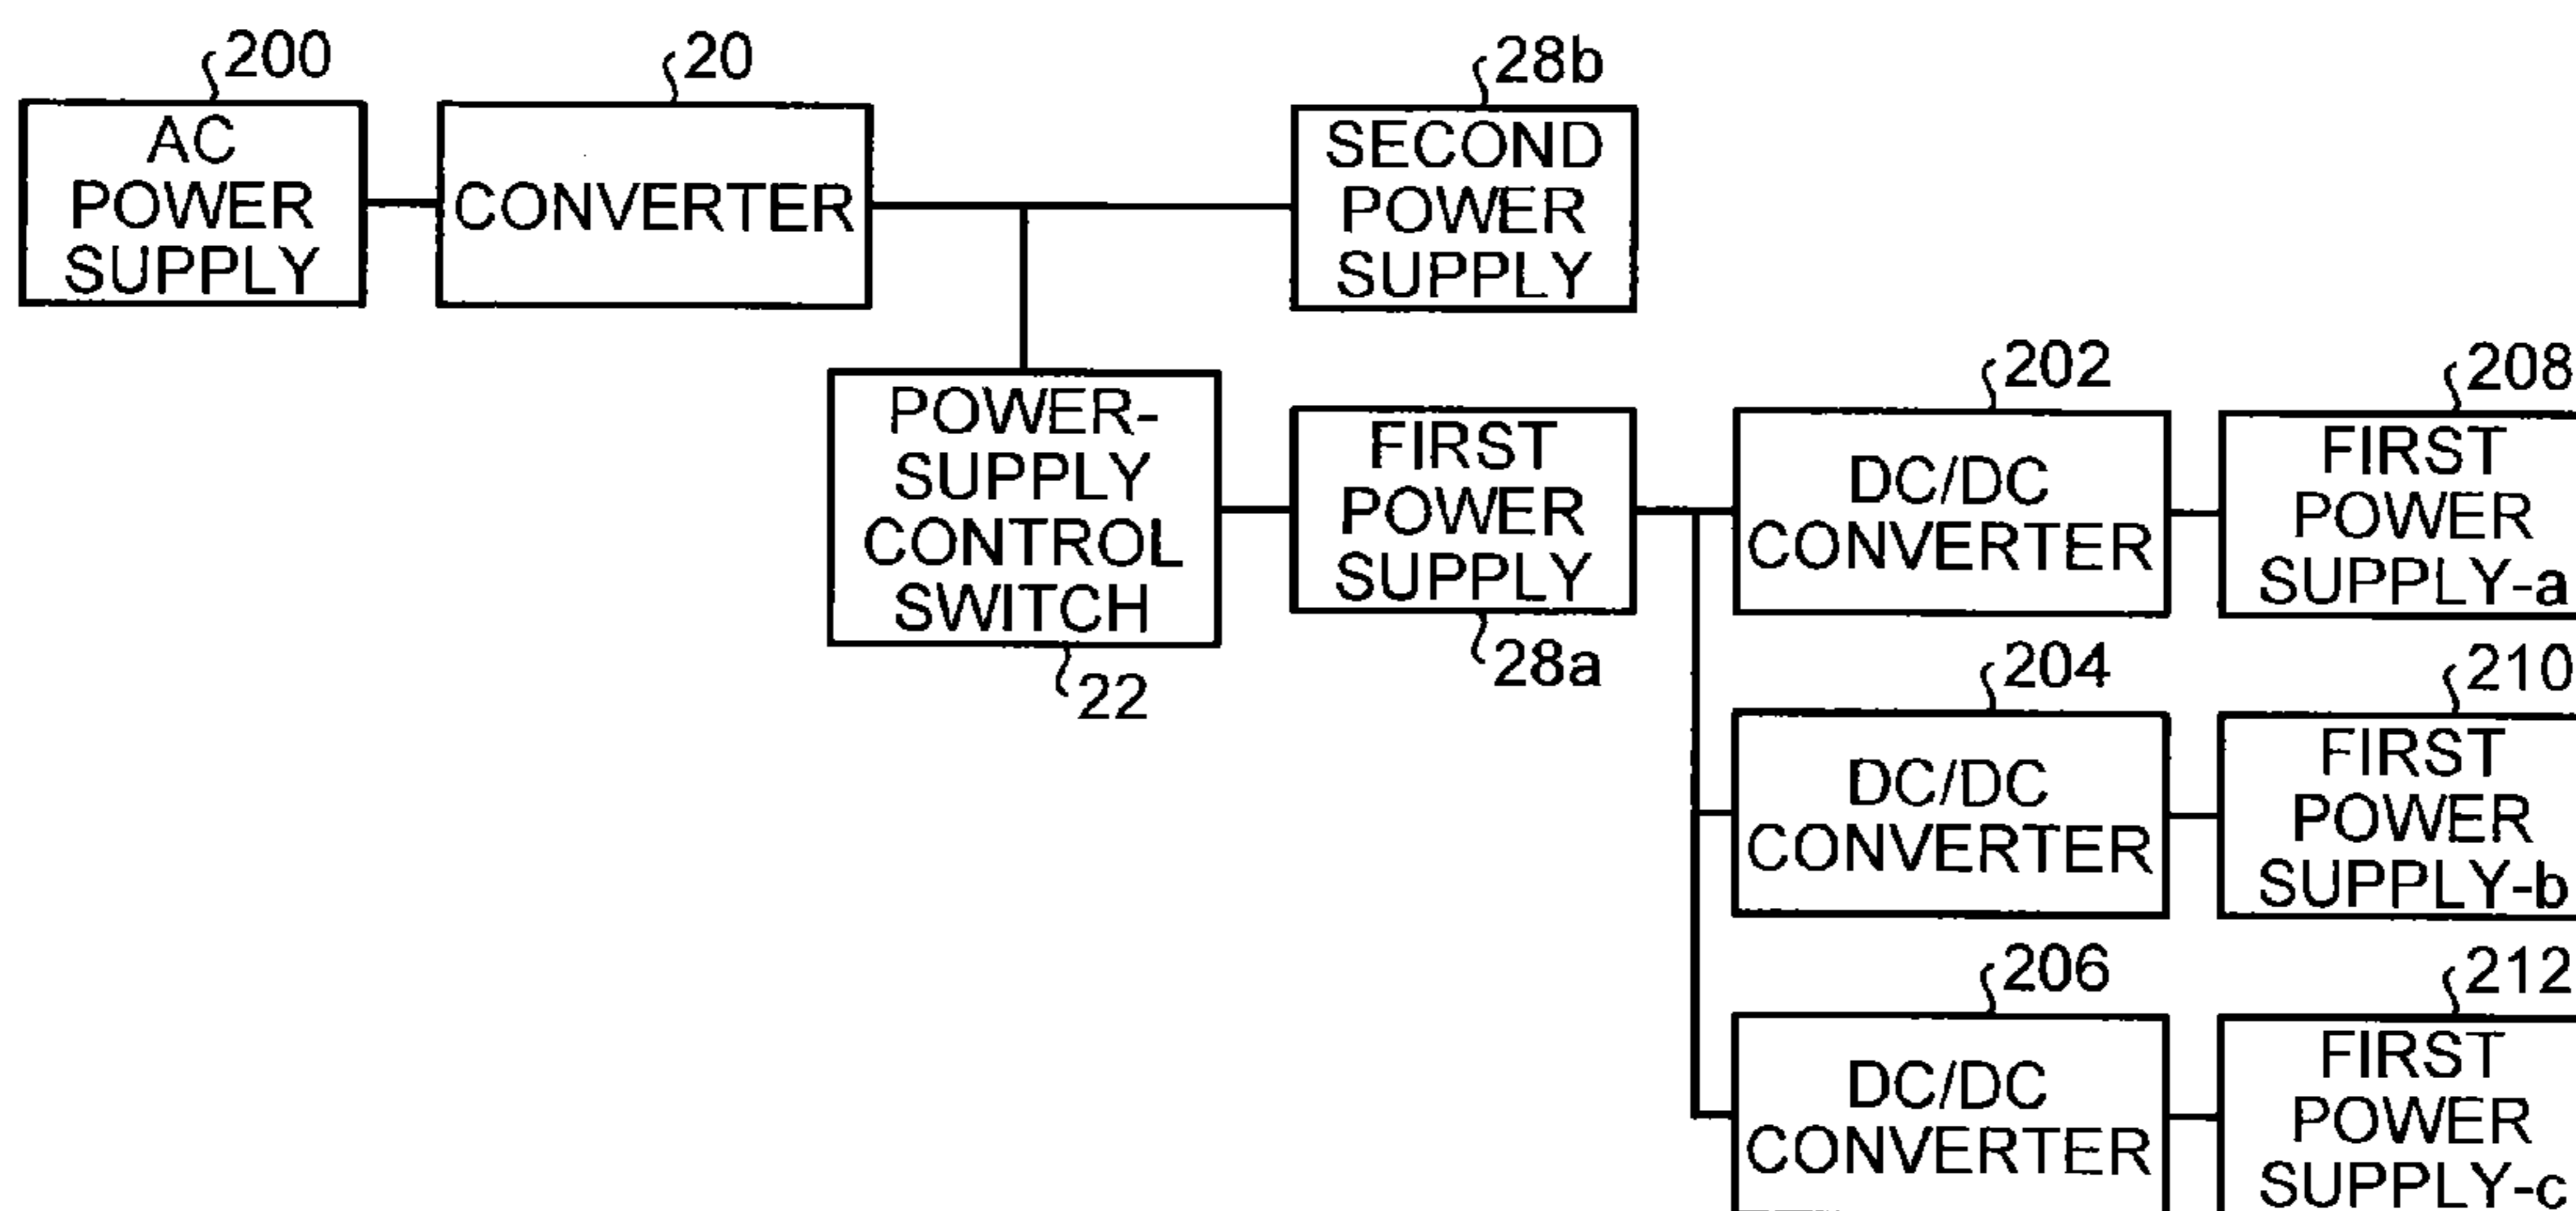 200
20
28b
AC
POWER
SUPPLY
CONVERTER
SECOND
POWER
SUPPLY
202
208
POWER-
SUPPLY
CONTROL
SWITCH
22
FIRST
POWER
SUPPLY
28a
DC/DC
CONVERTER
FIRST
POWER
SUPPLY-a
204
210
DC/DC
CONVERTER
FIRST
POWER
SUPPLY-b
206
212
DC/DC
CONVERTER
FIRST
POWER
SUPPLY-c